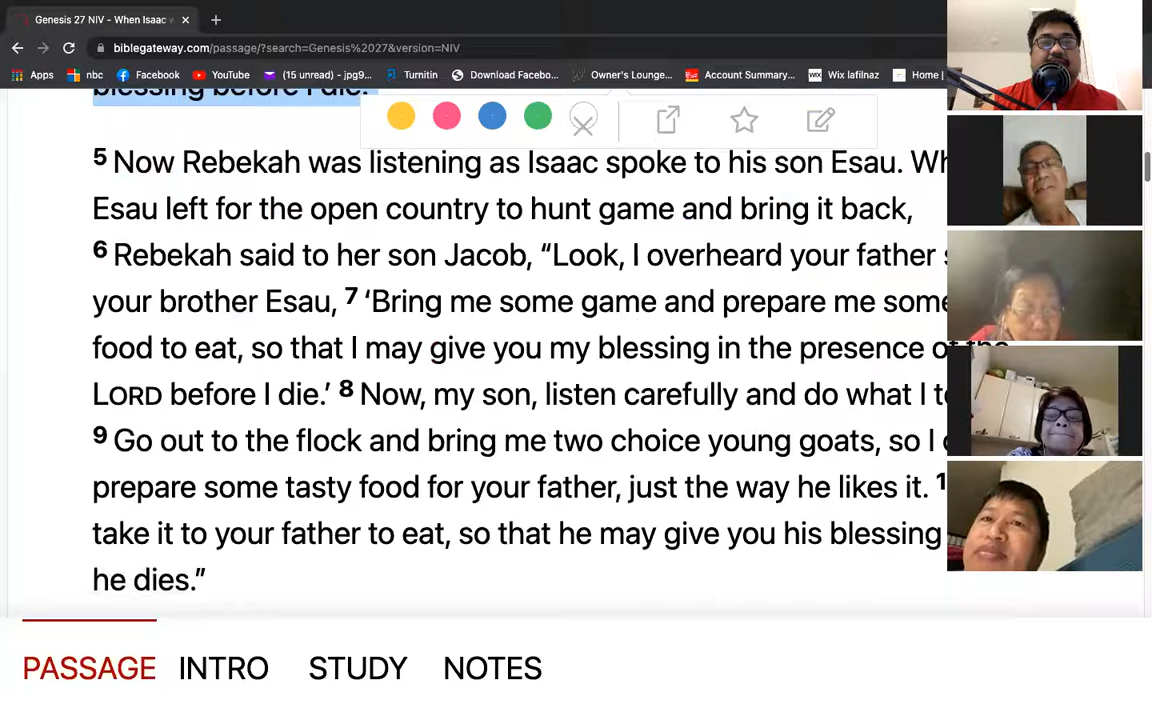 Genesis 27 NIV - When Isaac w
biblegateway.com/passage/?search=Genesis%2027&version=NIV
Apps nbc Facebook YouTube (15 unread) - jpg9... Turnitin Download Facebo... Owner's Lounge... Account Summary... WIX Wix lafilnaz Home |
blessing before I die."
5 Now Rebekah was listening as Isaac spoke to his son Esau. Wh
Esau left for the open country to hunt game and bring it back,
6 Rebekah said to her son Jacob, “Look, I overheard your father s
your brother Esau, 7 ‘Bring me some game and prepare me some
food to eat, so that I may give you my blessing in the presence of the
LORD before I die.’ 8 Now, my son, listen carefully and do what I t
9 Go out to the flock and bring me two choice young goats, so I
prepare some tasty food for your father, just the way he likes it. 1
take it to your father to eat, so that he may give you his blessing
he dies.”
PASSAGE INTRO STUDY NOTES